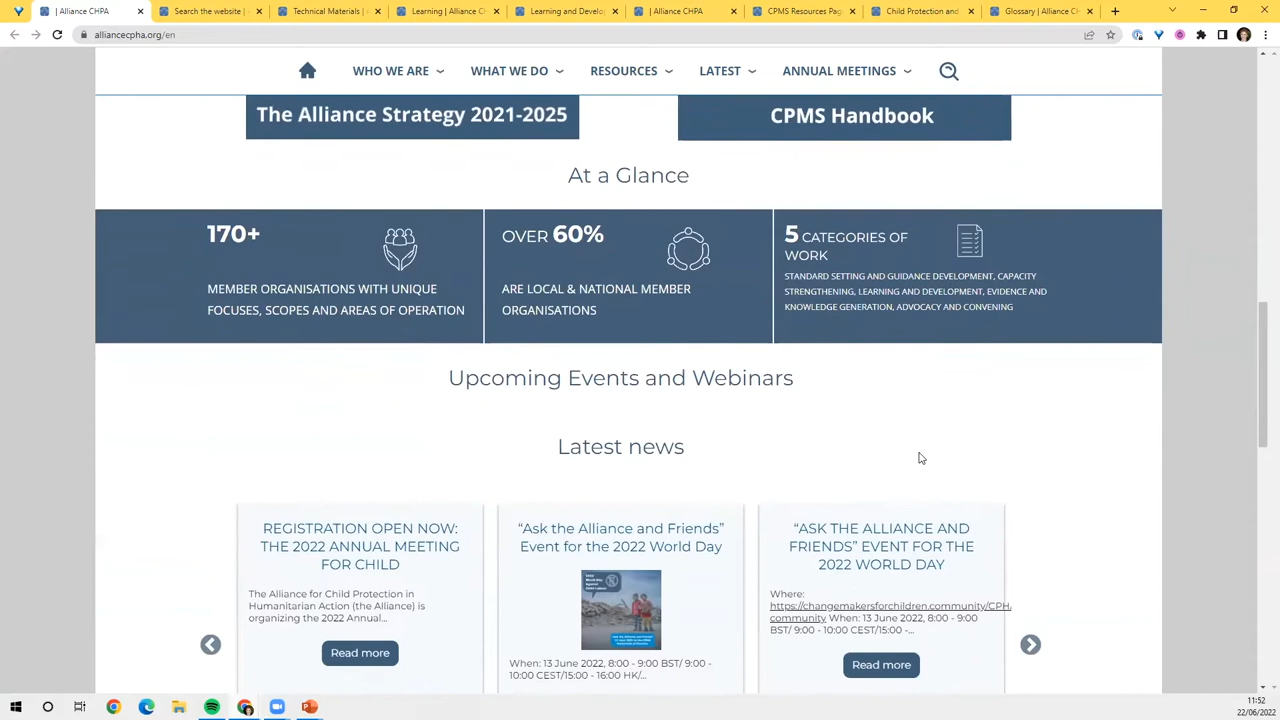 Alliance CHPA
Search the website |
Technical Materials |
Learning | Alliance C
Learning and Develo
Alliance CHPA
CPMS Resources Pag
Child Protection and
Glossary | Alliance C
alliancecpha.org/en
WHO WE ARE
WHAT WE DO
RESOURCES
LATEST
ANNUAL MEETINGS
The Alliance Strategy 2021-2025
CPMS Handbook
At a Glance
170+
MEMBER ORGANISATIONS WITH UNIQUE
FOCUSES, SCOPES AND AREAS OF OPERATION
OVER 60%
ARE LOCAL & NATIONAL MEMBER
ORGANISATIONS
5 CATEGORIES OF
WORK
STANDARD SETTING AND GUIDANCE DEVELOPMENT, CAPACITY
STRENGTHENING, LEARNING AND DEVELOPMENT, EVIDENCE AND
KNOWLEDGE GENERATION, ADVOCACY AND CONVENING
Upcoming Events and Webinars
Latest news
REGISTRATION OPEN NOW:
THE 2022 ANNUAL MEETING
FOR CHILD
The Alliance for Child Protection in
Humanitarian Action (the Alliance) is
organizing the 2022 Annual...
Read more
“Ask the Alliance and Friends”
Event for the 2022 World Day
When: 13 June 2022, 8:00 - 9:00 BST/ 9:00 -
10:00 CEST/15:00 - 16:00 HK/...
“ASK THE ALLIANCE AND
FRIENDS” EVENT FOR THE
2022 WORLD DAY
Where:
https://changemakersforchildren.community/CPHA
community When: 13 June 2022, 8:00 - 9:00
BST/ 9:00 - 10:00 CEST/15:00 -...
Read more
11:52
22/06/2022